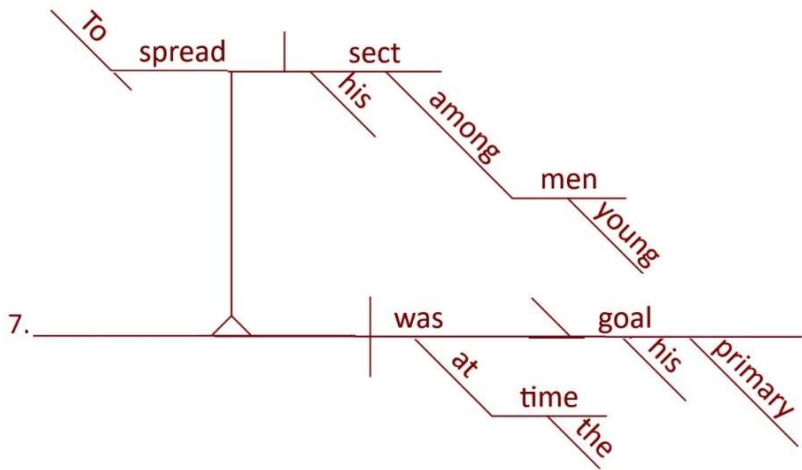 To
spread sect
his
among
men
young
7. was goal
at his primary
time
the